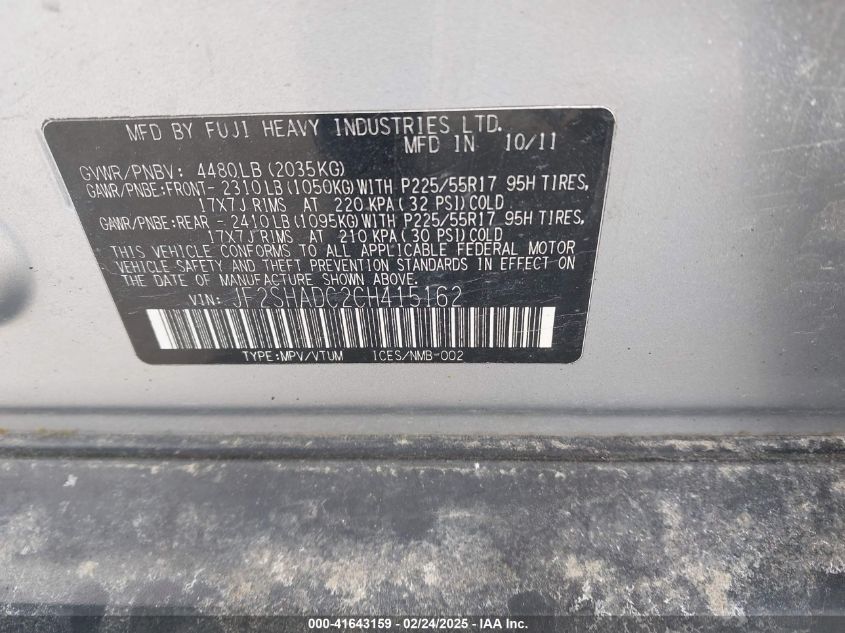 MFD BY FUJI HEAVY INDUSTRIES LTD.
MFD IN 10/11
GVWR/PNBV: 4480LB (2035KG)
GAWR/PNBE:FRONT- 2310LB (1050KG) WITH P225/55R17 95H TIRES,
17X7J RIMS AT 220 KPA (32 PSI) COLD
GAWR/PNBE:REAR - 2410LB (1095KG) WITH P225/55R17 95H TIRES,
17X7J RIMS AT 210 KPA (30 PSI) COLD
THIS VEHICLE CONFORMS TO ALL APPLICABLE FEDERAL MOTOR
VEHICLE SAFETY AND THEFT PREVENTION STANDARDS IN EFFECT ON
THE DATE OF MANUFACTURE SHOWN ABOVE.
VIN: JF2SHADC2CH415162
TYPE:MPV/VTUM ICES/NMB-002
000-41643159 - 02/24/2025 - IAA, Inc.